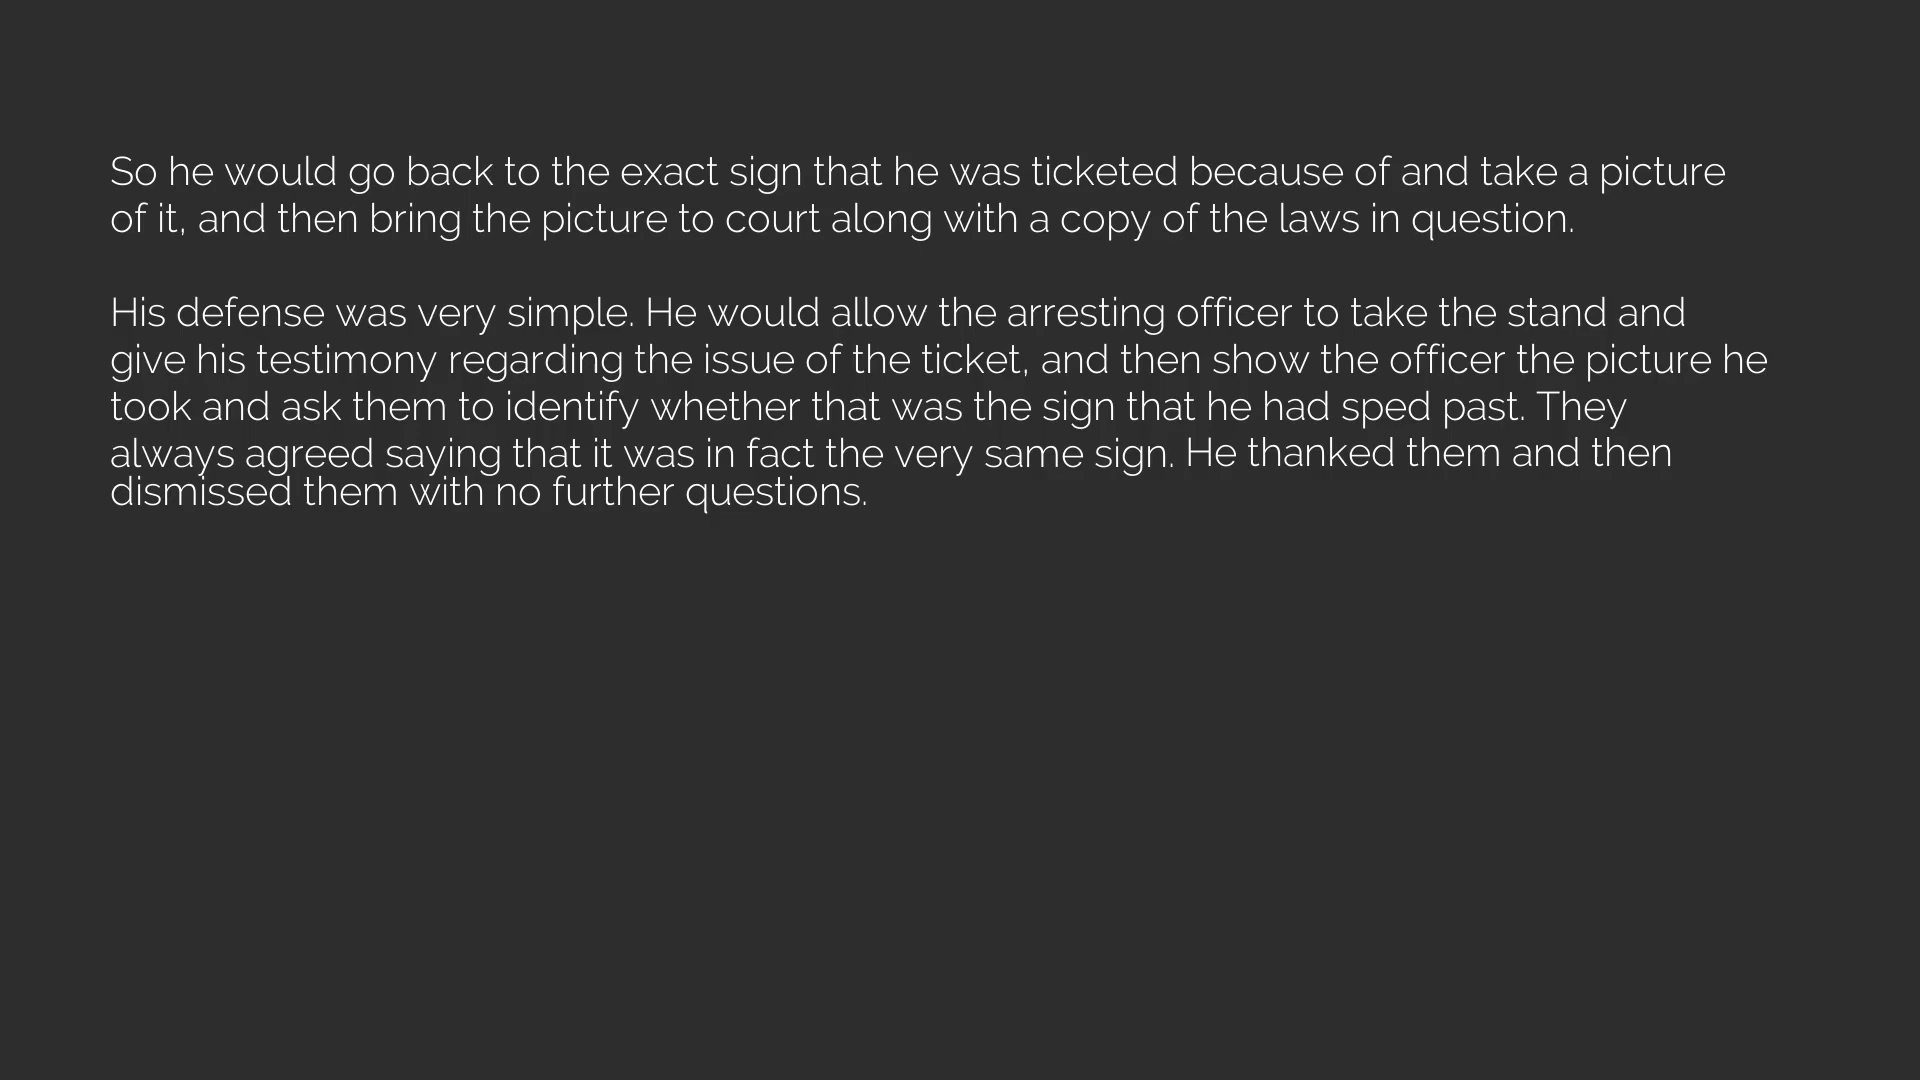 So he would go back to the exact sign that he was ticketed because of and take a picture
of it, and then bring the picture to court along with a copy of the laws in question.
His defense was very simple. He would allow the arresting officer to take the stand and
give his testimony regarding the issue of the ticket, and then show the officer the picture he
took and ask them to identify whether that was the sign that he had sped past. They
always agreed saying that it was in fact the very same sign. He thanked them and then
dismissed them with no further questions.